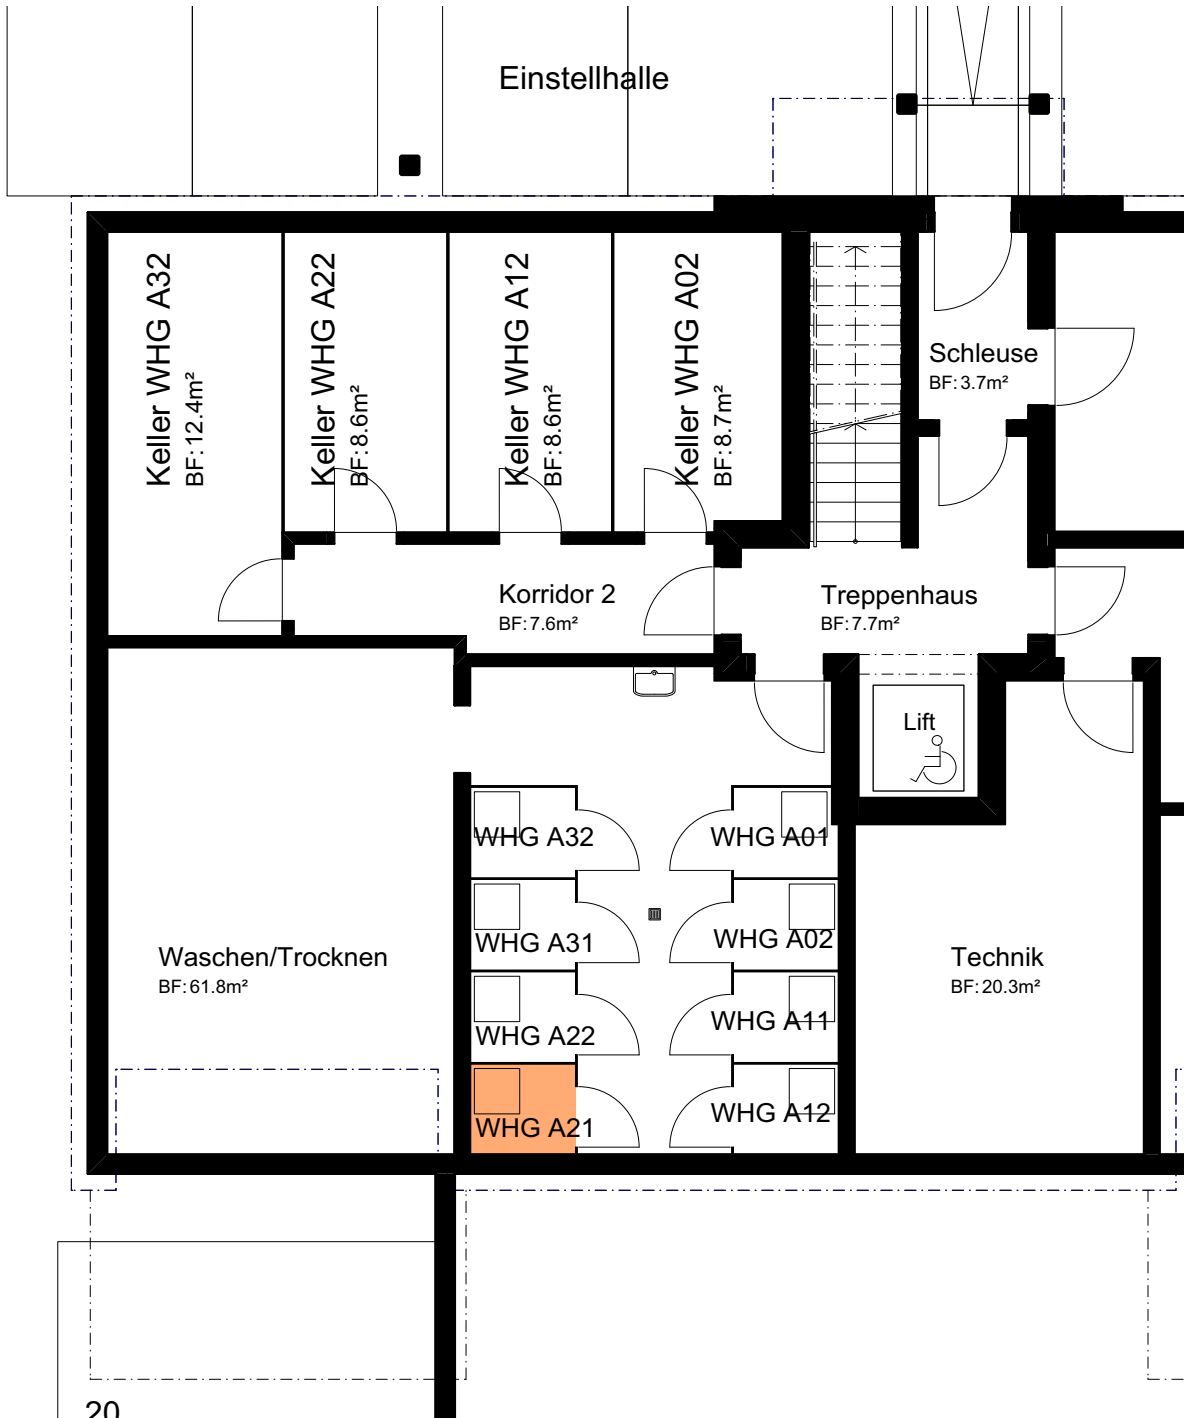 Einstellhalle
Keller WHG A32
BF: 12.4m²
Keller WHG A22
BF: 8.6m²
Keller WHG A12
BF: 8.6m²
Keller WHG A02
BF: 8.7m²
Schleuse
BF: 3.7m²
Korridor 2
BF: 7.6m²
Treppenhaus
BF: 7.7m²
Lift
WHG A32
WHG A01
WHG A31
WHG A02
Waschen/Trocknen
BF: 61.8m²
Technik
BF: 20.3m²
WHG A22
WHG A11
WHG A21
WHG A12
20